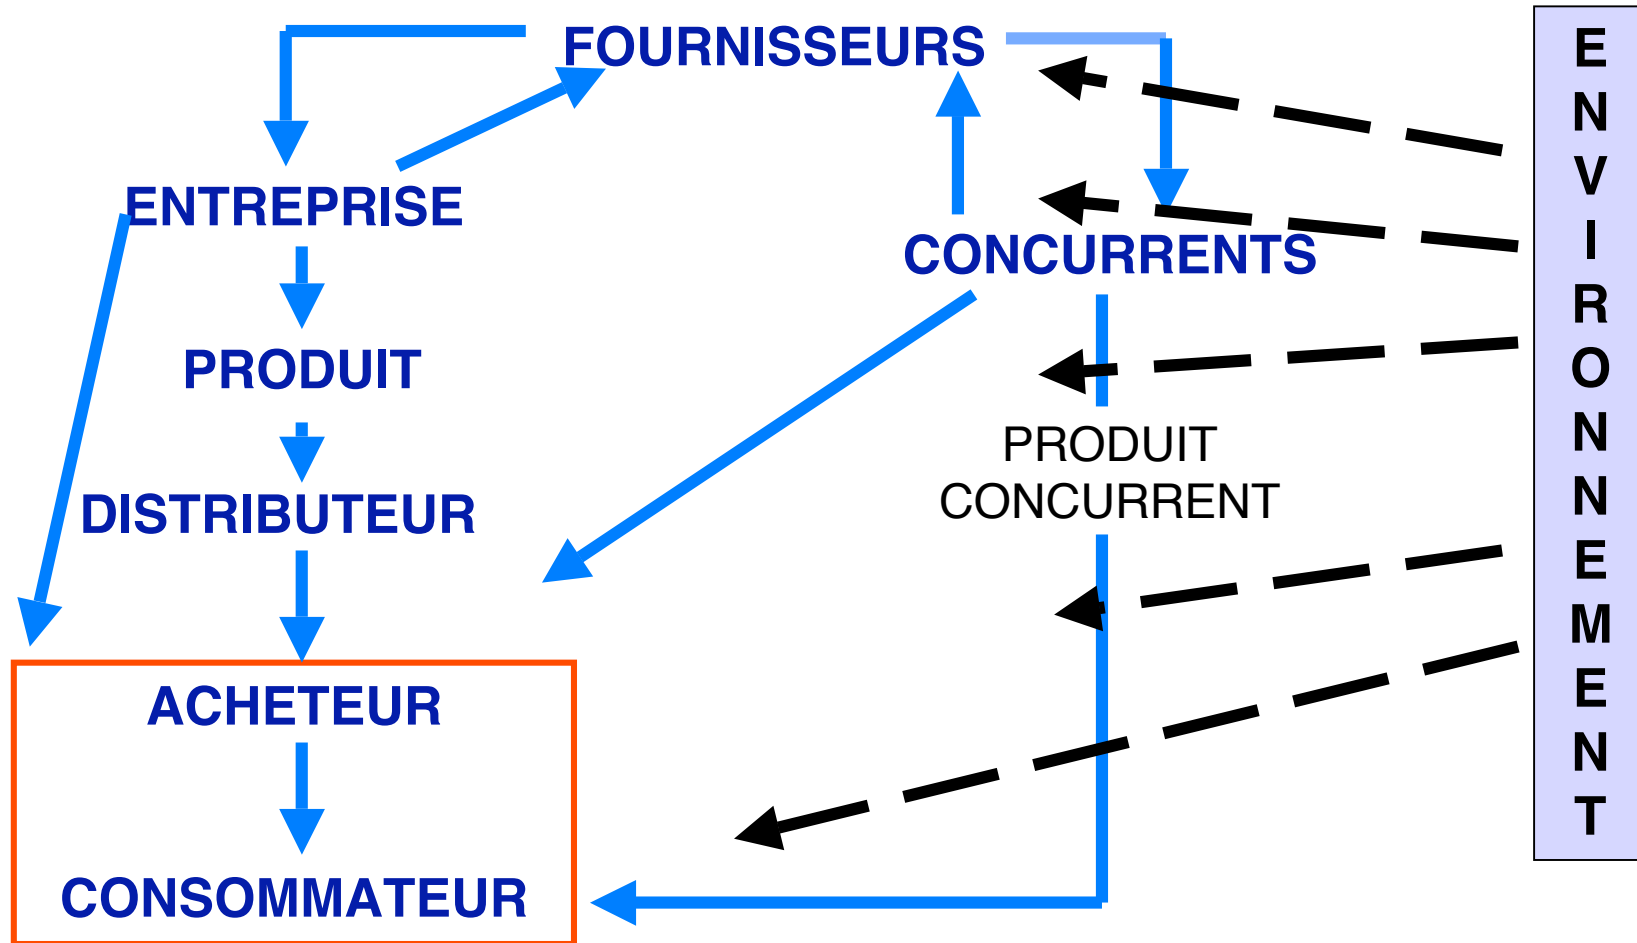 FOURNISSEURS
ENTREPRISE
CONCURRENTS
PRODUIT
PRODUIT
CONCURRENT
DISTRIBUTEUR
ACHETEUR
CONSOMMATEUR
E
N
V
I
R
O
N
N
E
M
E
N
T